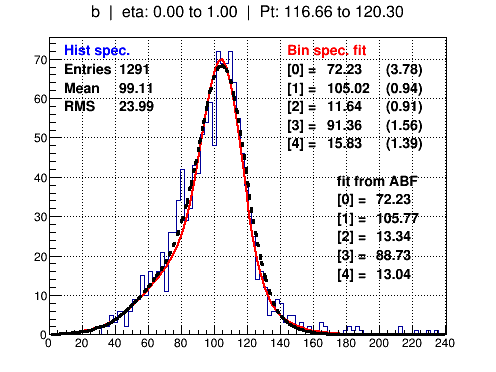 b | eta: 0.00 to 1.00 | Pt: 116.66 to 120.30
Hist spec.
Entries 1291
Mean 99.11
RMS 23.99
Bin spec. fit
[0] = 72.23 (3.78)
[1] = 105.02 (0.94)
[2] = 11.64 (0.91)
[3] = 91.36 (1.56)
[4] = 15.83 (1.39)
fit from ABF
[0] = 72.23
[1] = 105.77
[2] = 13.34
[3] = 88.73
[4] = 13.04
70
60
50
40
30
20
10
0
0 20 40 60 80 100 120 140 160 180 200 220 240